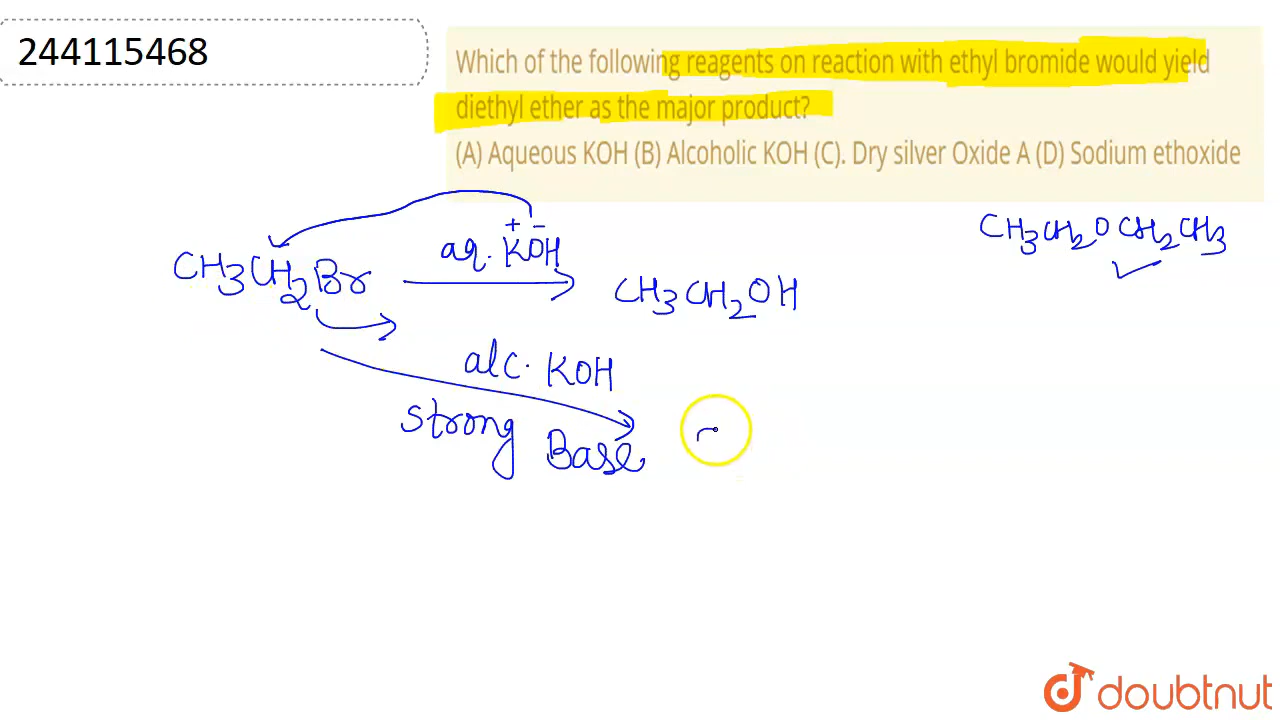 244115468
Which of the following reagents on reaction with ethyl bromide would yield
diethyl ether as the major product?
(A) Aqueous KOH (B) Alcoholic KOH (C). Dry silver Oxide A (D) Sodium ethoxide
CH3CH2OCH2CH3
CH3CH2Br aq. K+OH- CH3CH2OH
alc. KOH
Strong Base
doubtnut